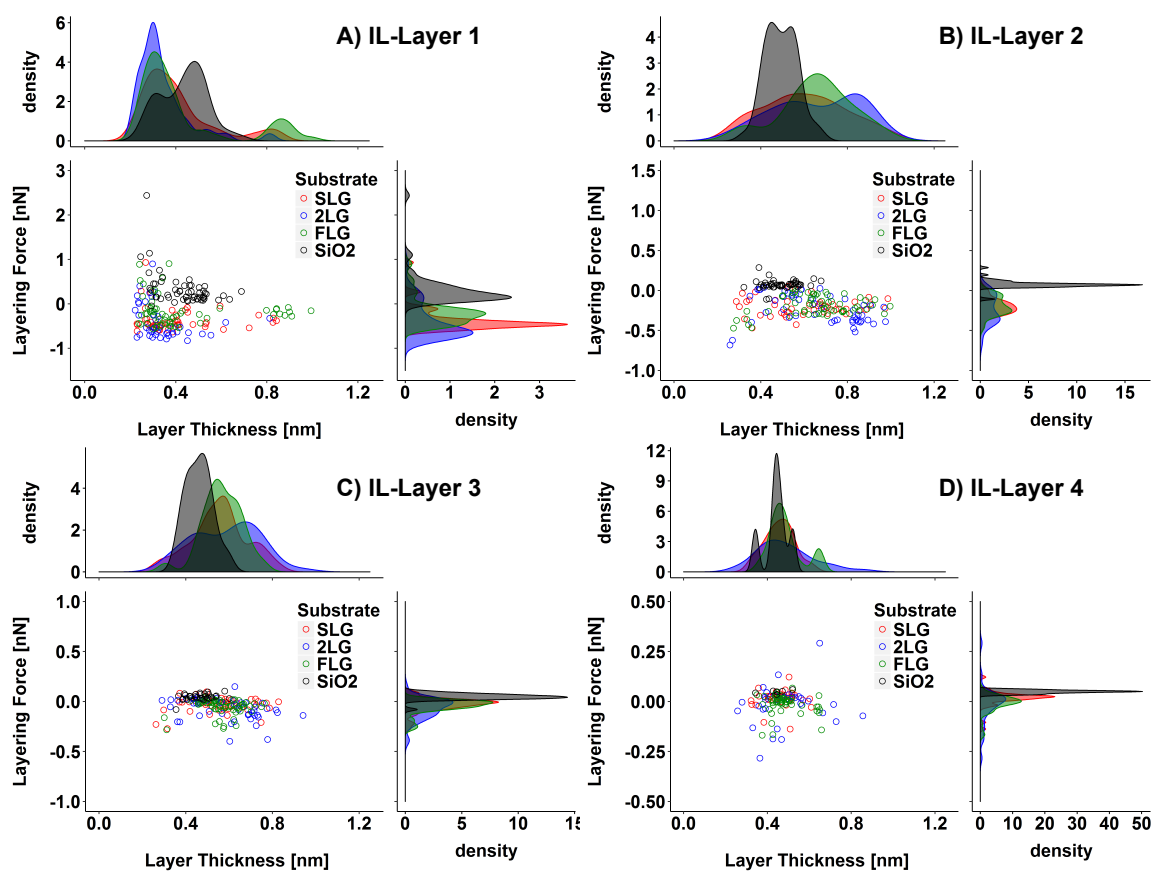 A) IL-Layer 1
density
6
4
2
0
Layering Force [nN]
3
2
1
0
-1
Substrate
SLG
2LG
FLG
SiO2
0.0 0.4 0.8 1.2
Layer Thickness [nm]
0 1 2 3
density
B) IL-Layer 2
density
4
3
2
1
0
Layering Force [nN]
1.5
1.0
0.5
0.0
-0.5
-1.0
Substrate
SLG
2LG
FLG
SiO2
0.0 0.4 0.8 1.2
Layer Thickness [nm]
0 5 10 15
density
C) IL-Layer 3
density
4
2
0
Layering Force [nN]
1.0
0.5
0.0
-0.5
-1.0
Substrate
SLG
2LG
FLG
SiO2
0.0 0.4 0.8 1.2
Layer Thickness [nm]
0 5 10 15
density
D) IL-Layer 4
density
12
9
6
3
0
Layering Force [nN]
0.50
0.25
0.00
-0.25
-0.50
Substrate
SLG
2LG
FLG
SiO2
0.0 0.4 0.8 1.2
Layer Thickness [nm]
0 10 20 30 40 50
density